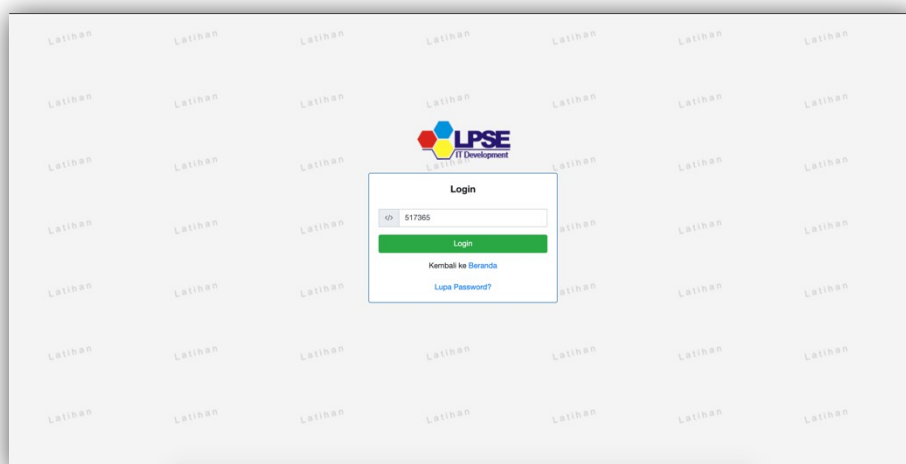 Latihan Latihan Latihan Latihan Latihan Latihan Latihan
Latihan Latihan Latihan Latihan Latihan Latihan Latihan
LPSE
IT Development
Latihan Latihan Latihan Latihan Latihan Latihan Latihan
Login
</> 517365
Latihan Latihan Latihan atihan Latihan Latihan
Login
Kembali ke Beranda
Lupa Password?
Latihan Latihan Latihan atihan Latihan Latihan
Latihan Latihan Latihan Latihan Latihan Latihan Latihan
Latihan Latihan Latihan Latihan Latihan Latihan Latihan